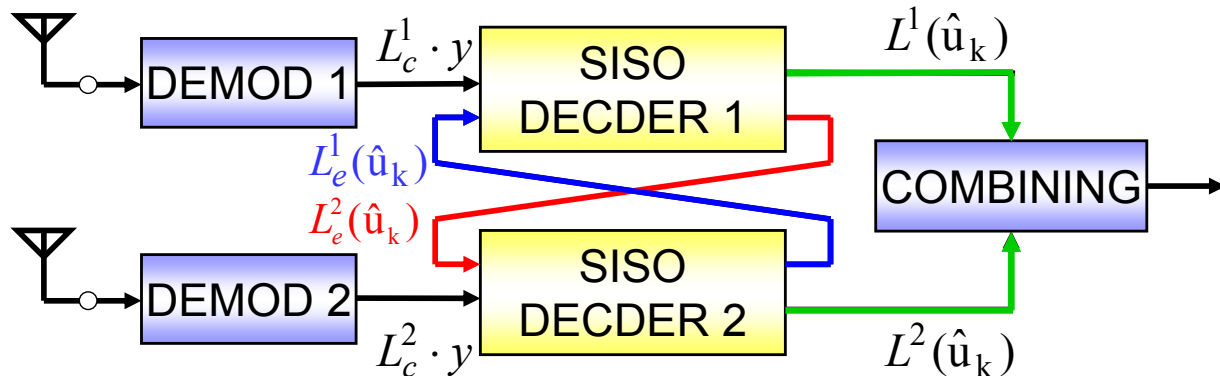 DEMOD 1
L_c^1 · y
SISO
DECDER 1
L^1(û_k)
L_e^1(û_k)
L_e^2(û_k)
COMBINING
DEMOD 2
L_c^2 · y
SISO
DECDER 2
L^2(û_k)